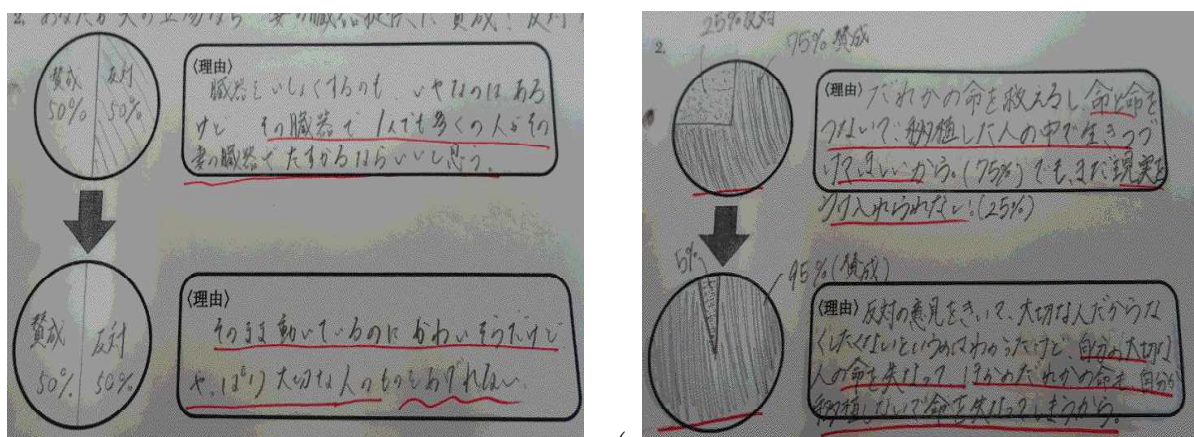 2. あなたが夫の立場なら 妻の臓器提供に賛成? 反対
賛成
50%
反対
50%
〈理由〉
臓器をいしょくするのも いやなのはある
けど その臓器で 1人でも多くの人がその
妻の臓器でたすかるならいいと思う。
賛成
50%
反対
50%
〈理由〉
そのまま動いているのに かわいそうだけど
やっぱり 大切な人のものをあげれない
2.
25%反対
75%賛成
〈理由〉だれかの命を救えるし命と命を
つないで、移植した人の中で生きつづ
けてほしいから。(75%)でも、まだ現実を
受け入れられない。(25%)
5%
95%(賛成)
〈理由〉反対の意見をきいて、大切な人だからな
くしたくないというのはわかったけど、自分の大切な
人の命を失なって ほかのだれかの命も、自分が
移植しないで命を失なってしまうから。